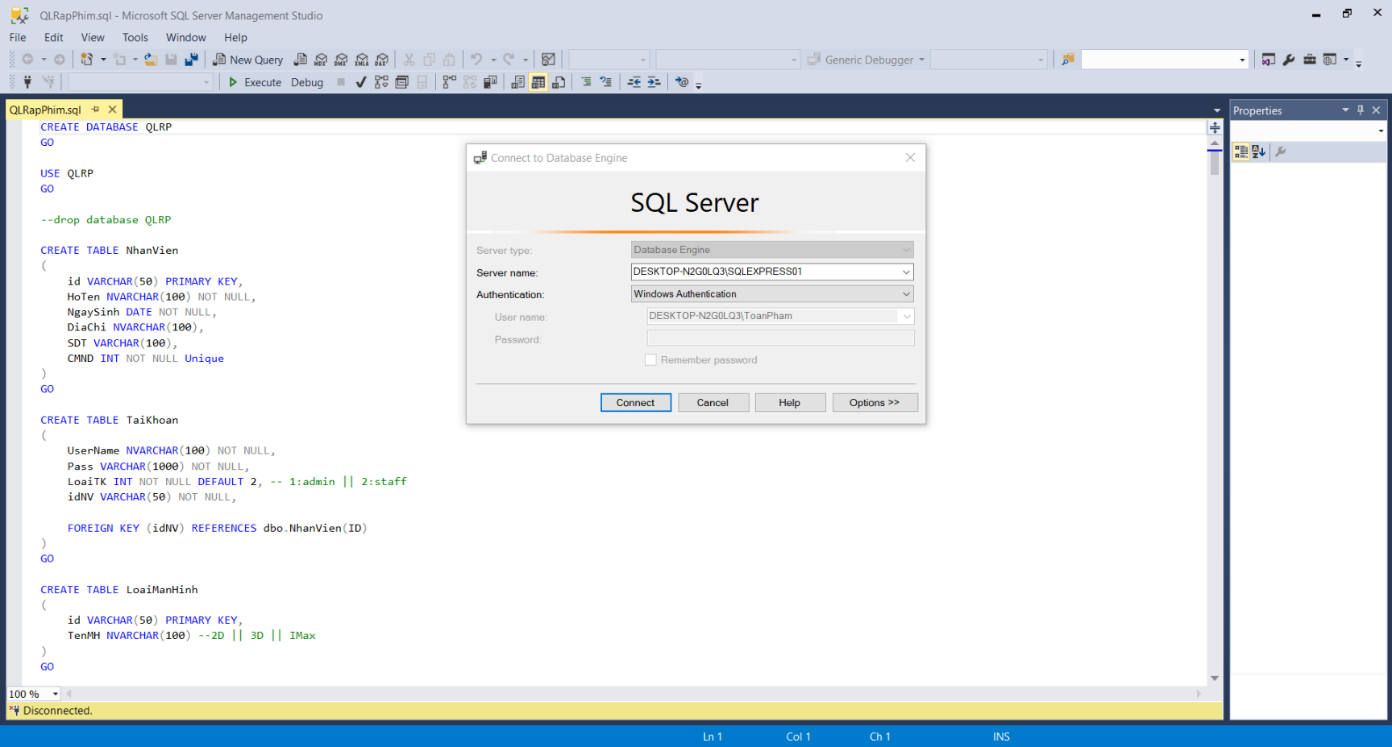 QLRapPhim.sql - Microsoft SQL Server Management Studio
File Edit View Tools Window Help
New Query
Generic Debugger
Execute Debug
QLRapPhim.sql
Properties
CREATE DATABASE QLRP
GO
USE QLRP
GO
--drop database QLRP
CREATE TABLE NhanVien
(
id VARCHAR(50) PRIMARY KEY,
HoTen NVARCHAR(100) NOT NULL,
NgaySinh DATE NOT NULL,
DiaChi NVARCHAR(100),
SDT VARCHAR(100),
CMND INT NOT NULL Unique
)
GO
CREATE TABLE TaiKhoan
(
UserName NVARCHAR(100) NOT NULL,
Pass VARCHAR(1000) NOT NULL,
LoaiTK INT NOT NULL DEFAULT 2, -- 1:admin || 2:staff
idNV VARCHAR(50) NOT NULL,
FOREIGN KEY (idNV) REFERENCES dbo.NhanVien(ID)
)
GO
CREATE TABLE LoaiManHinh
(
id VARCHAR(50) PRIMARY KEY,
TenMH NVARCHAR(100) --2D || 3D || IMax
)
GO
Connect to Database Engine
SQL Server
Server type: Database Engine
Server name: DESKTOP-N2G0LQ3\SQLEXPRESS01
Authentication: Windows Authentication
User name: DESKTOP-N2G0LQ3\ToanPham
Password:
Remember password
Connect Cancel Help Options >>
100 %
Disconnected.
Ln 1 Col 1 Ch 1 INS